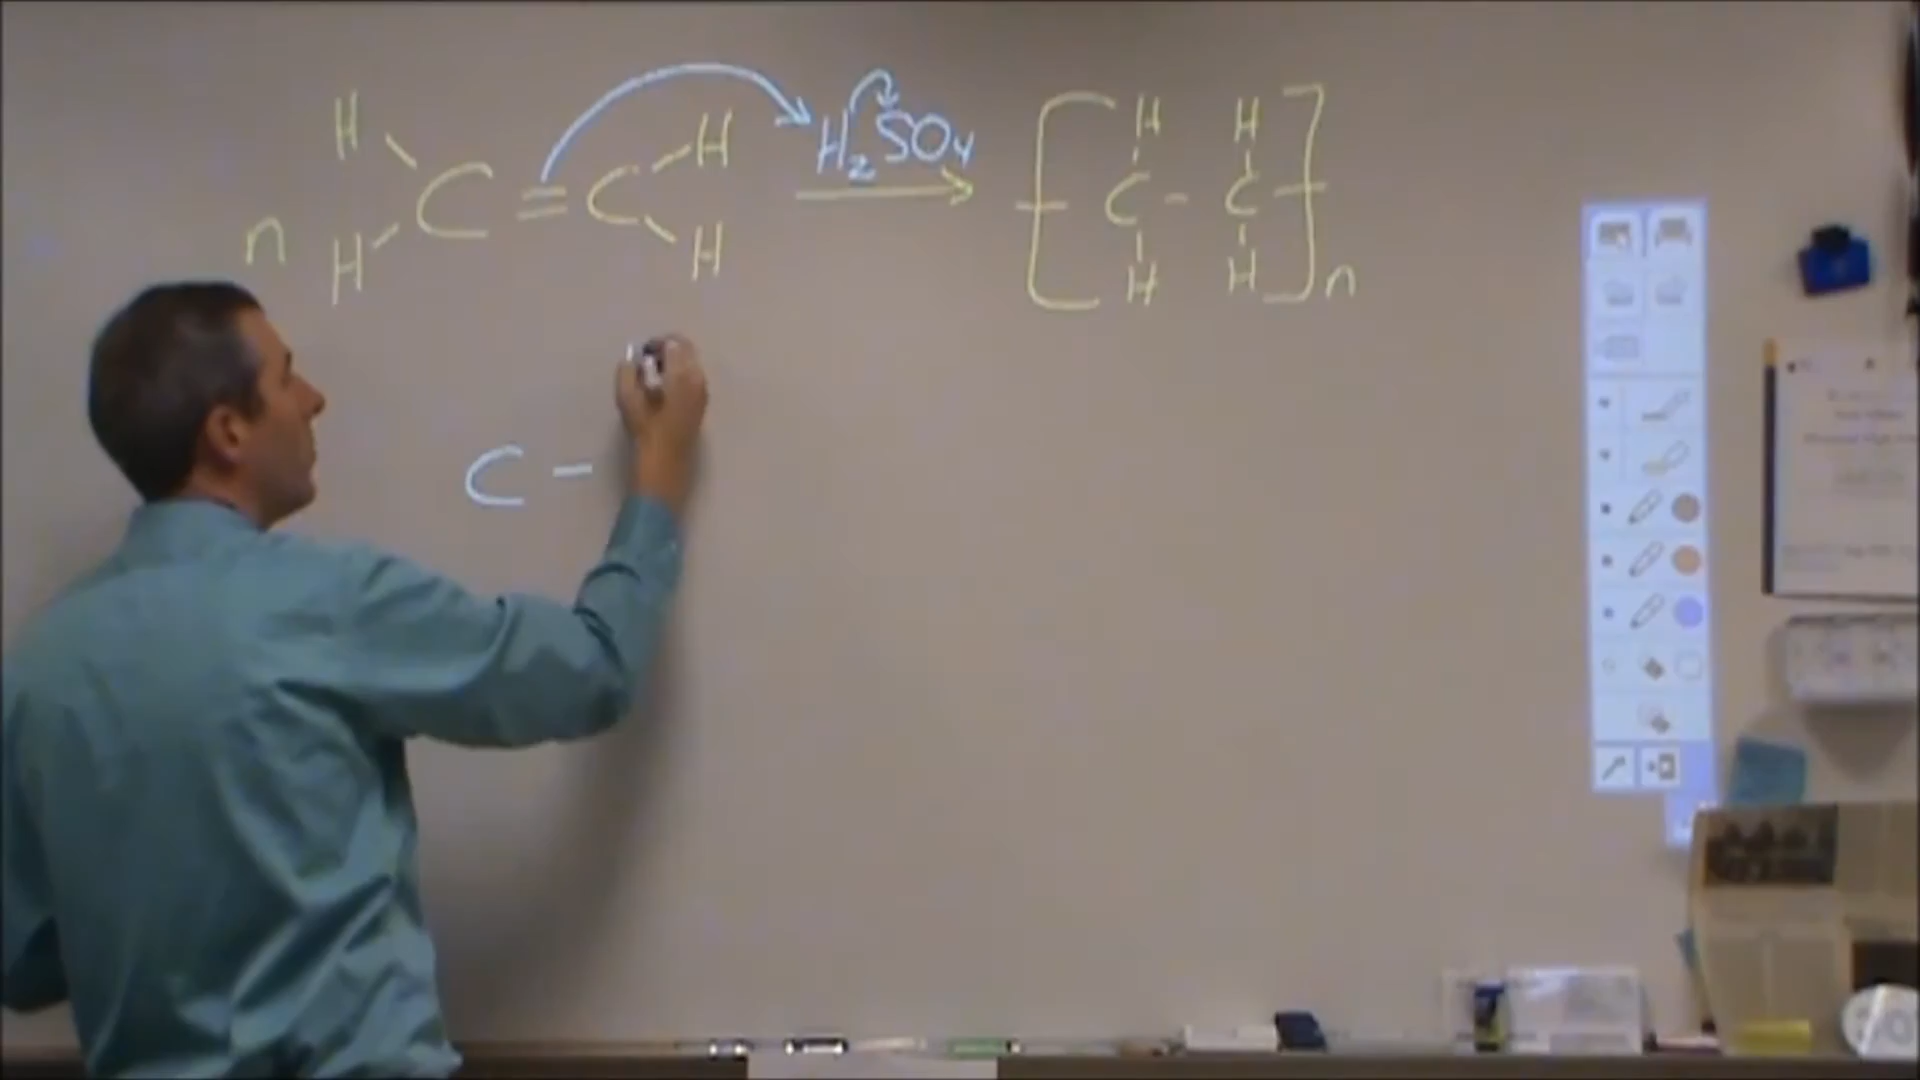 H H H2SO4 H H
n C = C → [ - C - C - ] n
H H H H
C -